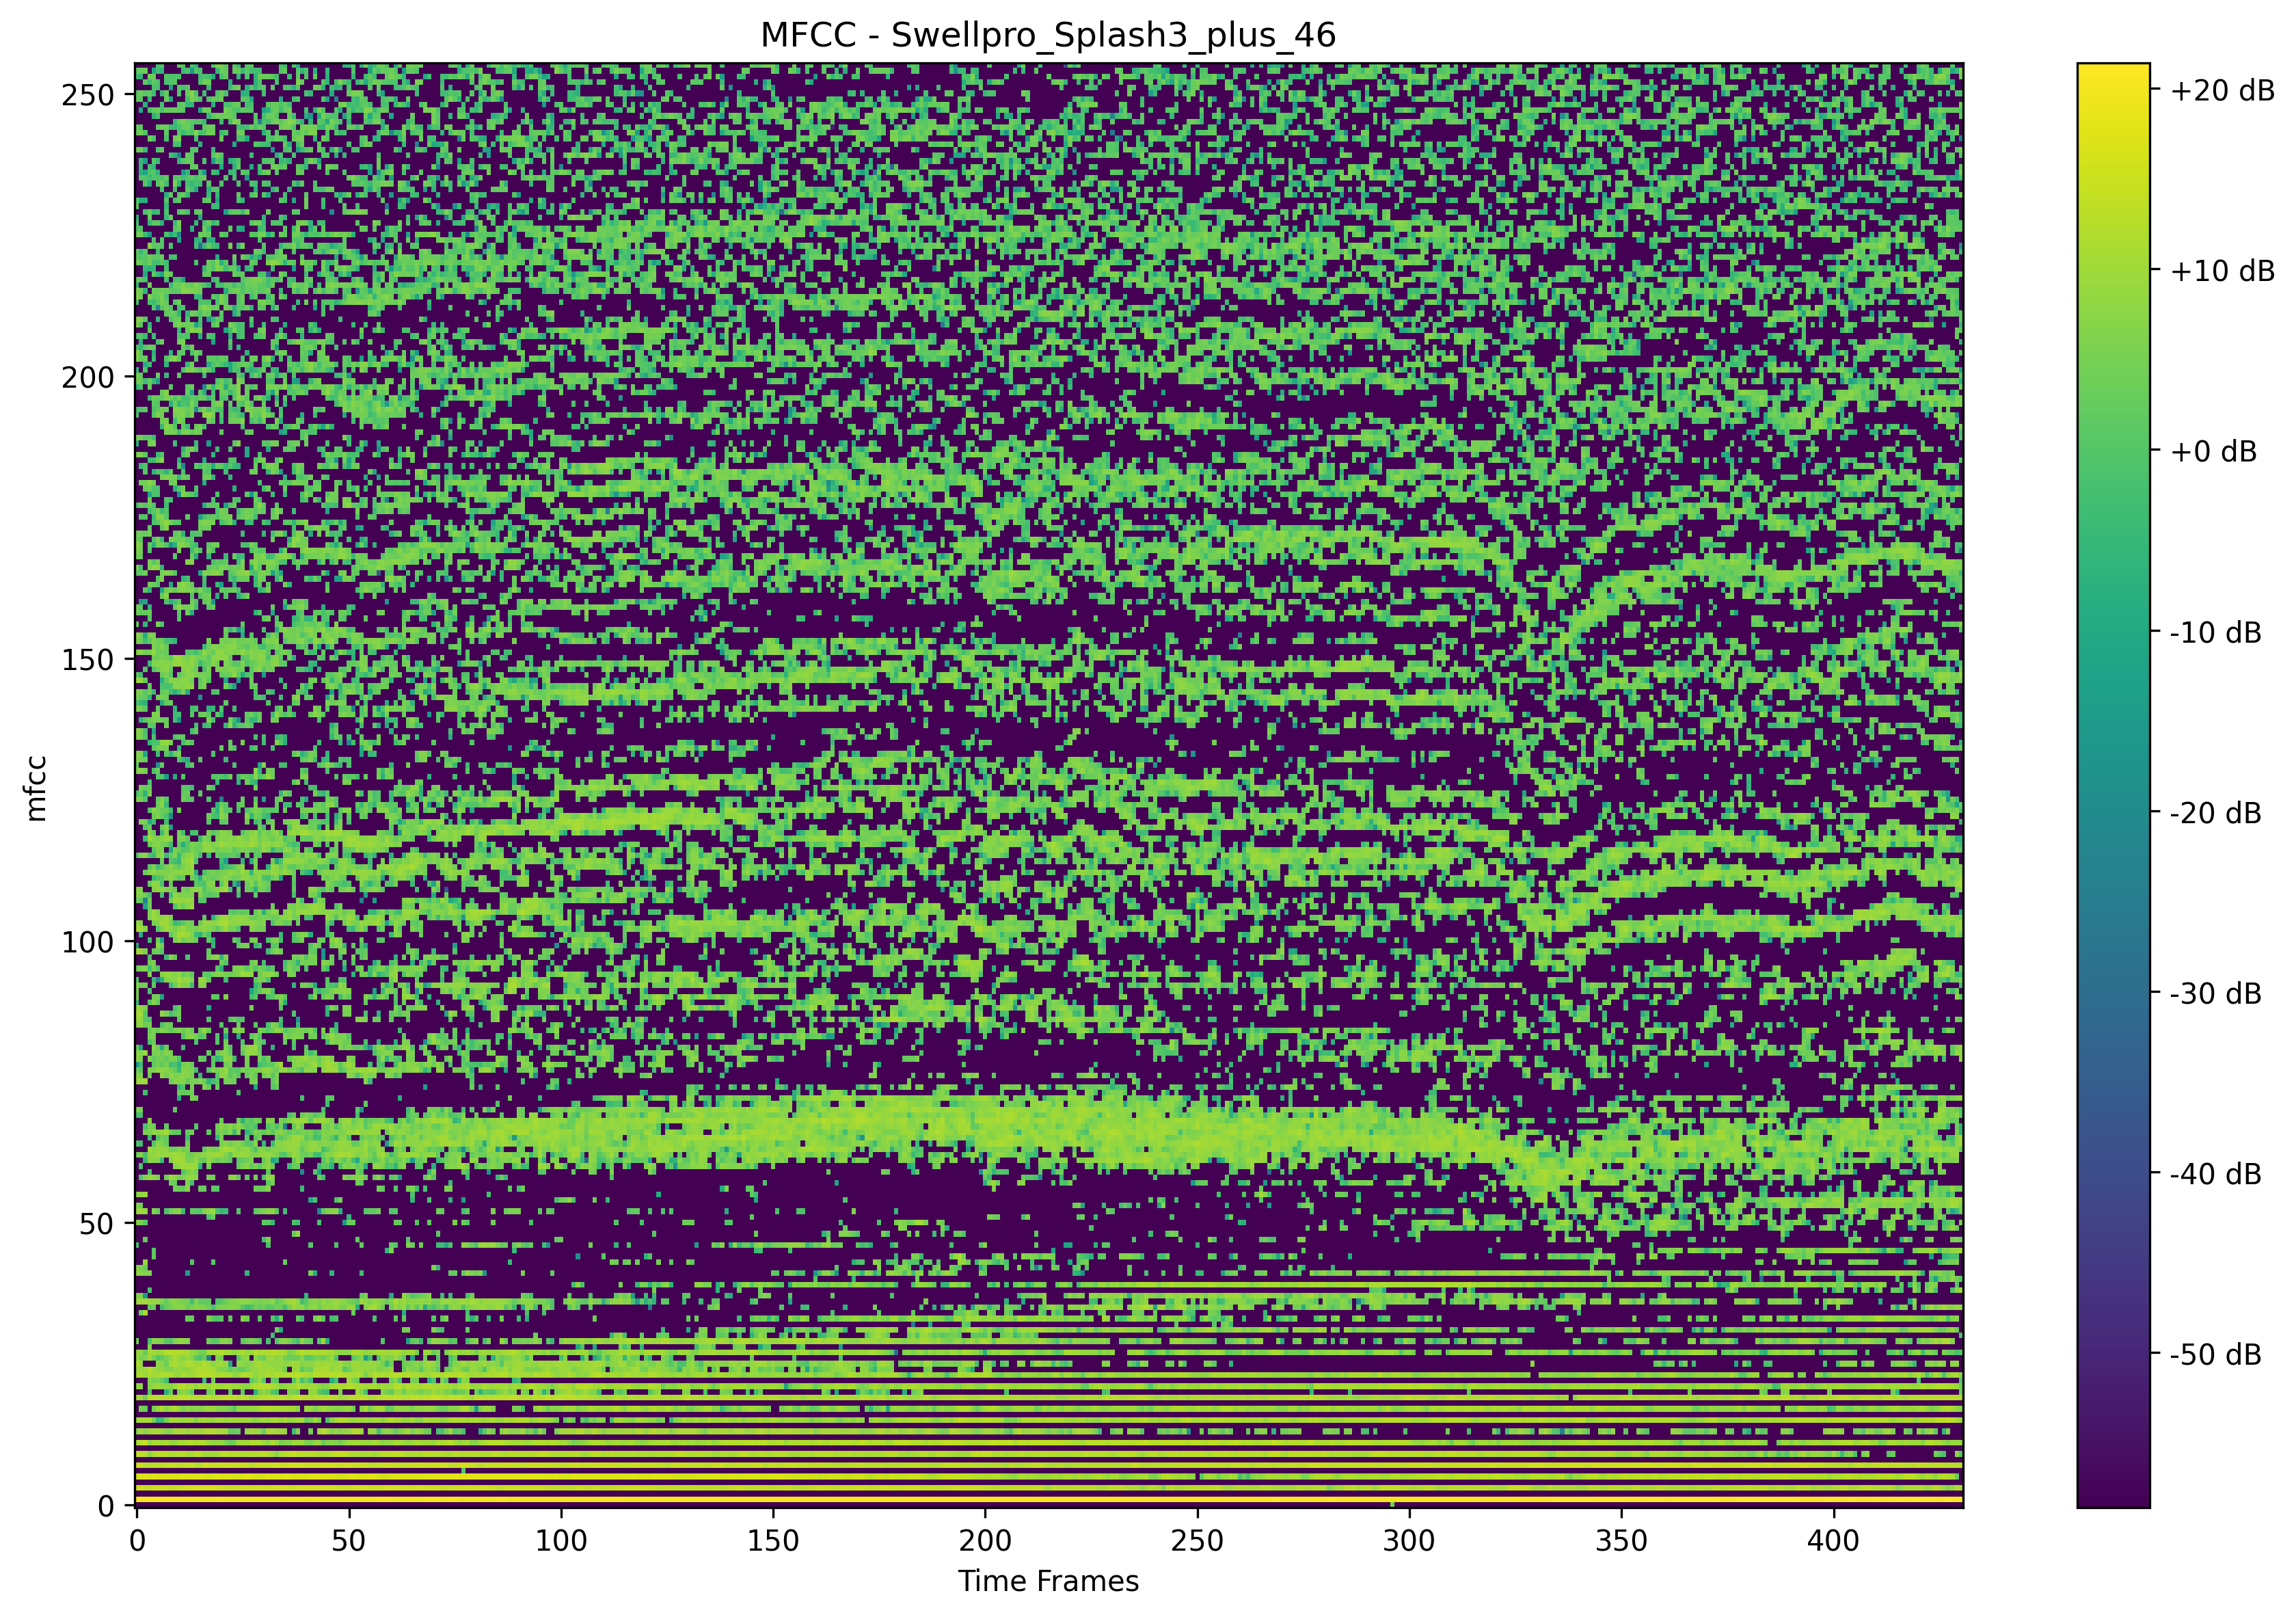 MFCC - Swellpro_Splash3_plus_46
250
200
150
100
50
0
mfcc
0 50 100 150 200 250 300 350 400
Time Frames
+20 dB
+10 dB
+0 dB
-10 dB
-20 dB
-30 dB
-40 dB
-50 dB